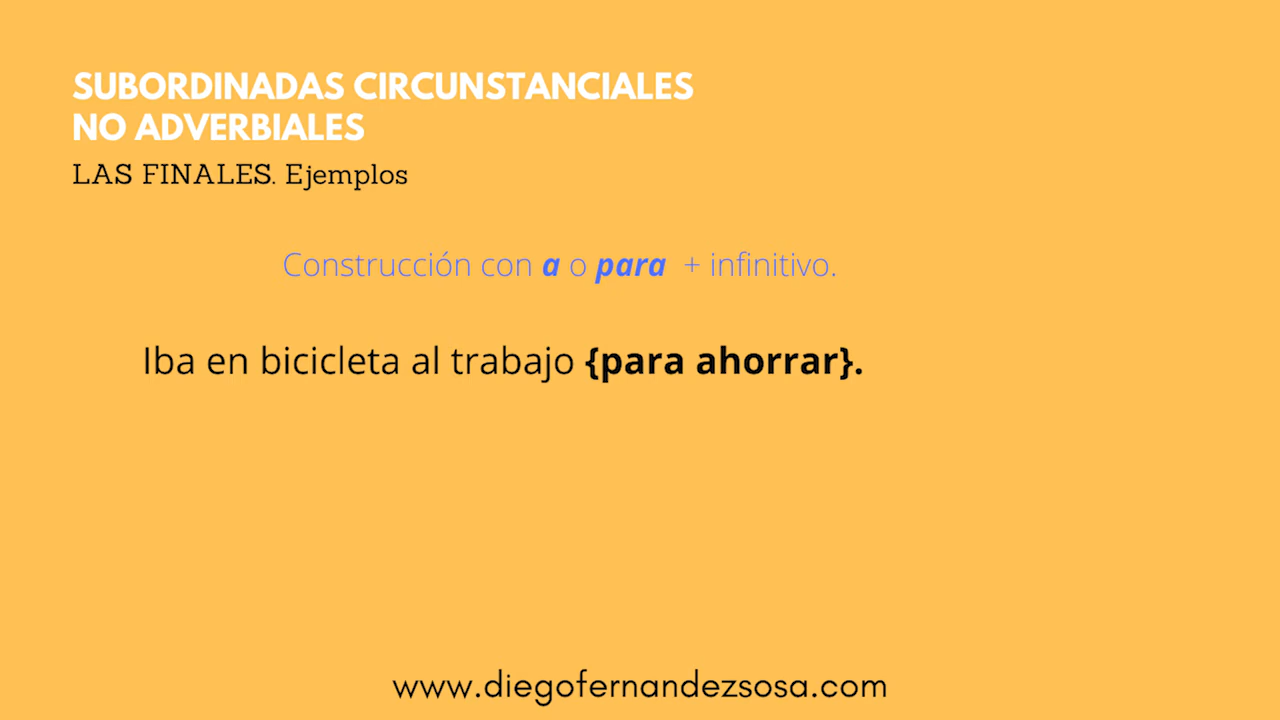 SUBORDINADAS CIRCUNSTANCIALES
NO ADVERBIALES
LAS FINALES. Ejemplos
Construcción con a o para + infinitivo.
Iba en bicicleta al trabajo {para ahorrar}.
www.diegofernandezsosa.com